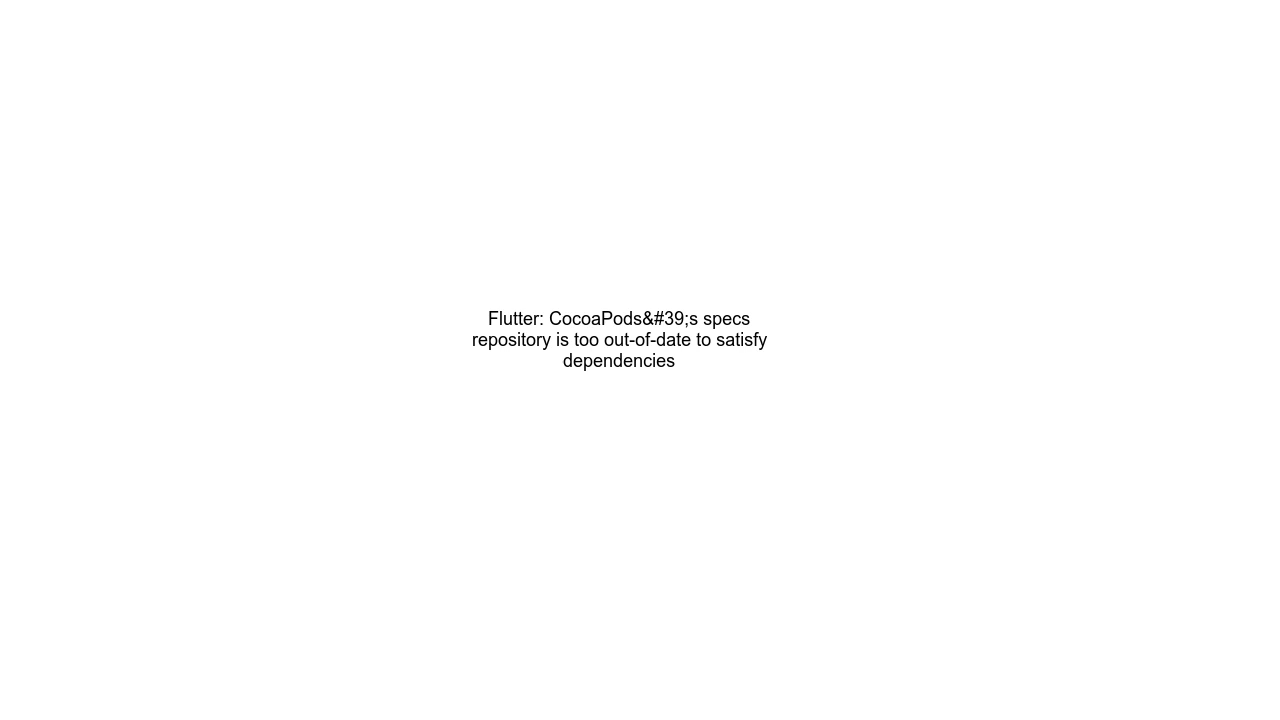 Flutter: CocoaPods&#39;s specs
repository is too out-of-date to satisfy
dependencies